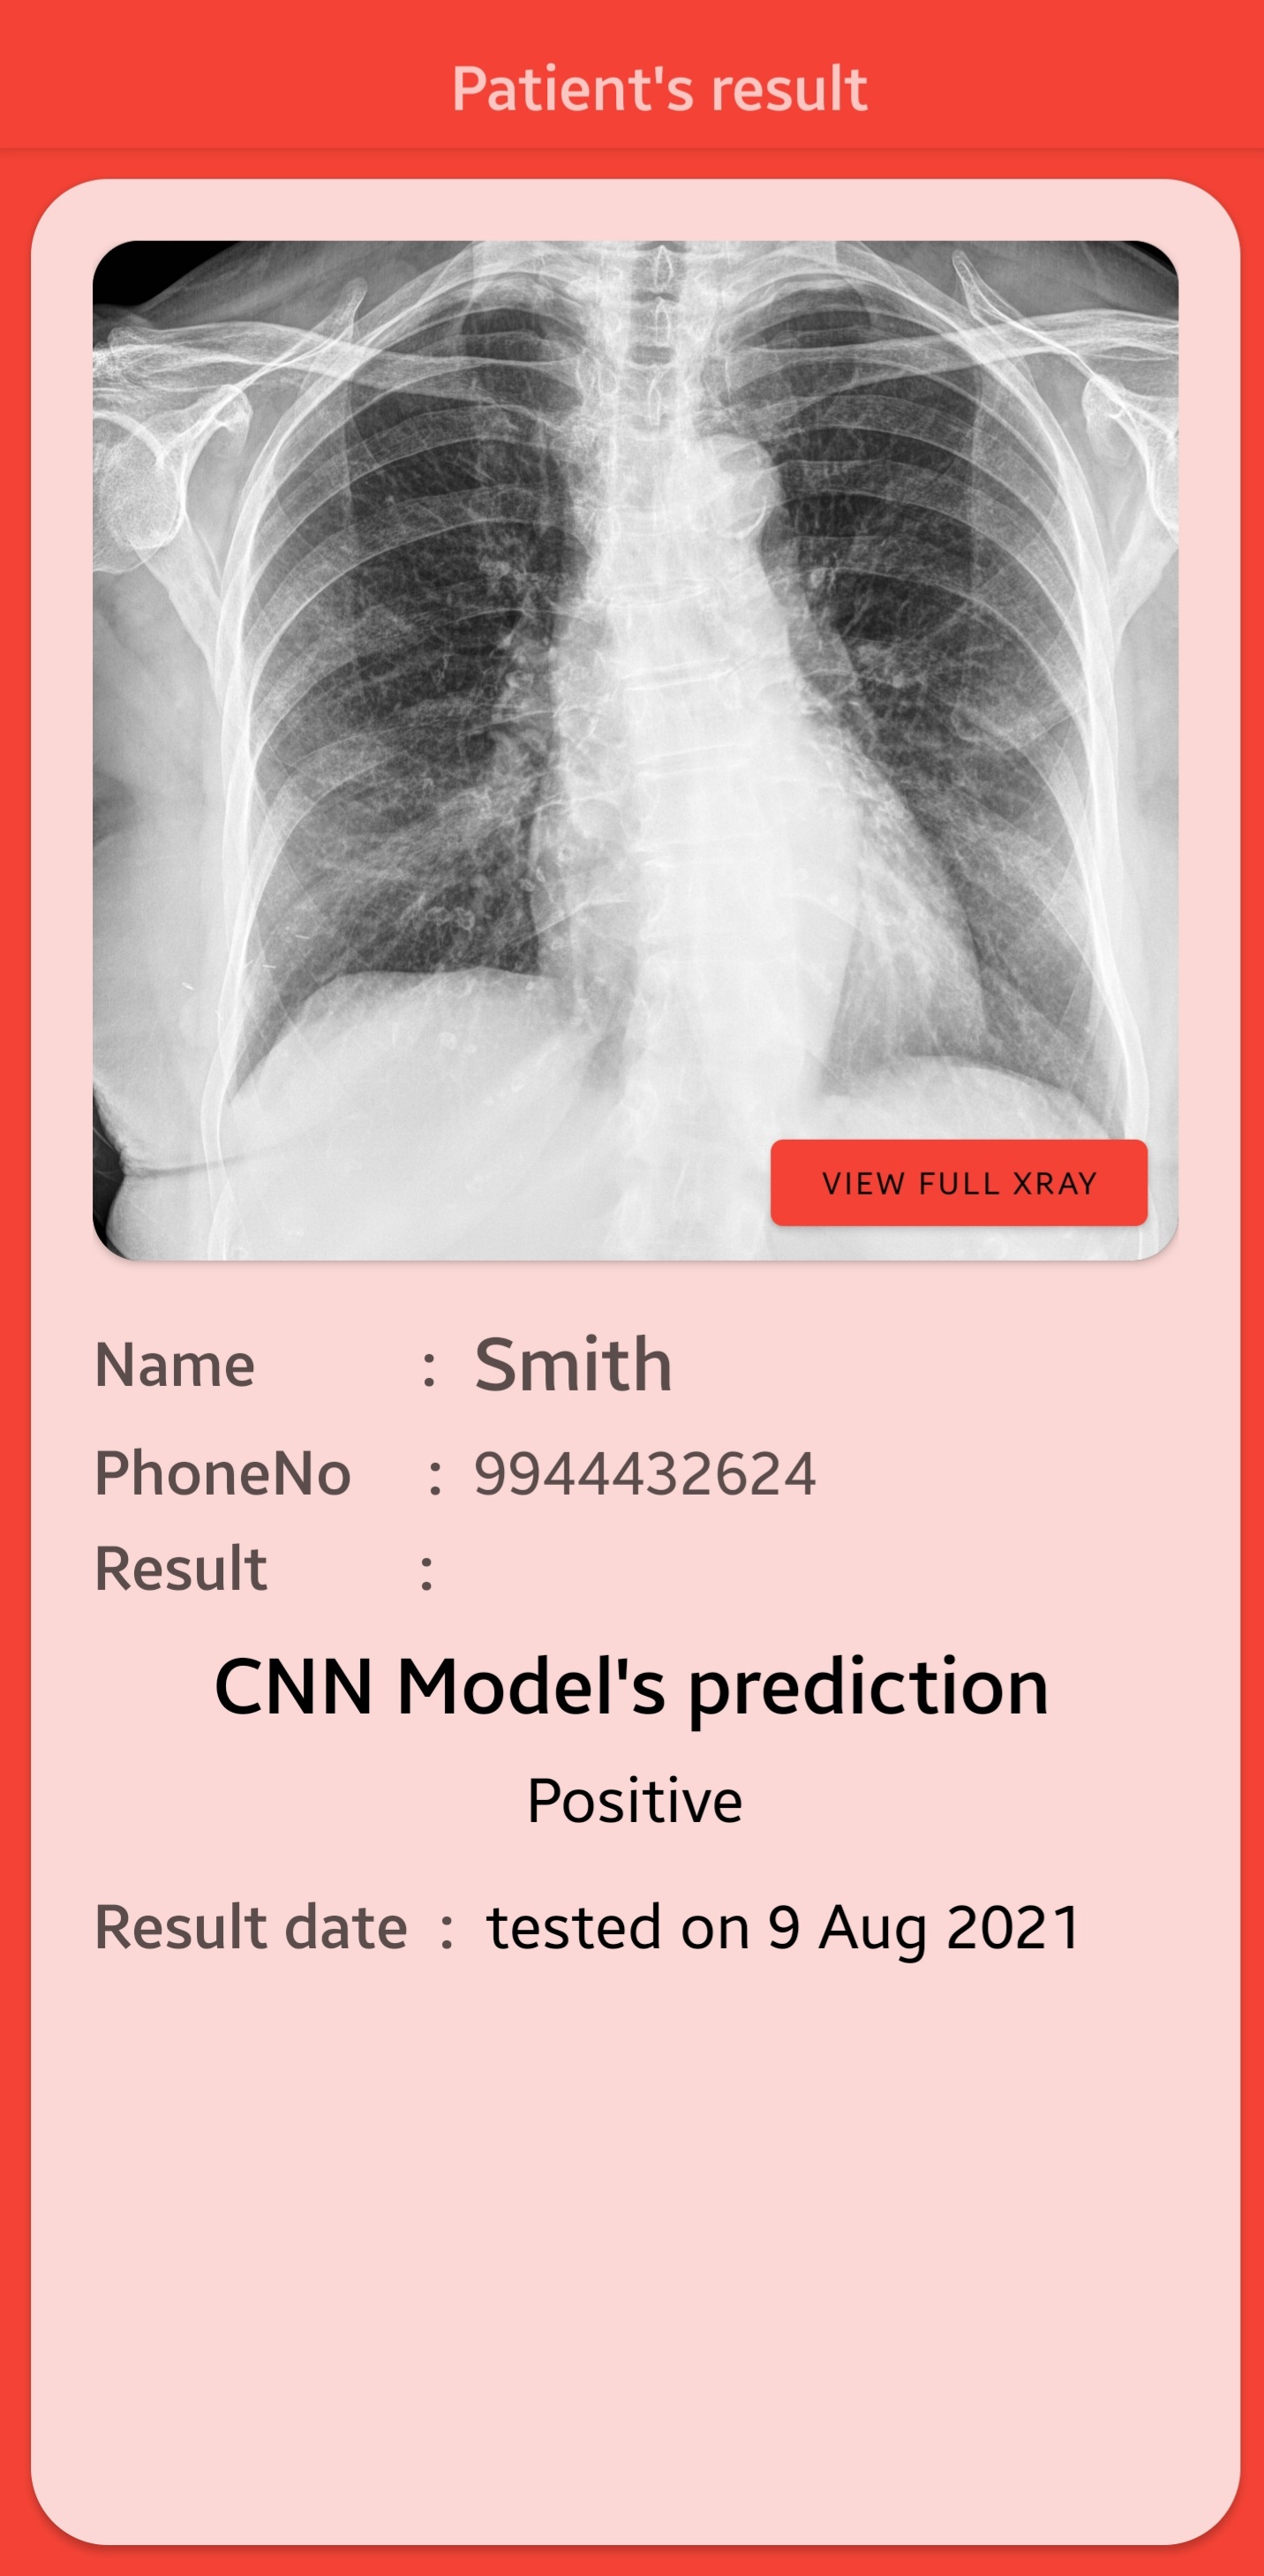 Patient's result
VIEW FULL XRAY
Name : Smith
PhoneNo : 9944432624
Result :
CNN Model's prediction
Positive
Result date : tested on 9 Aug 2021